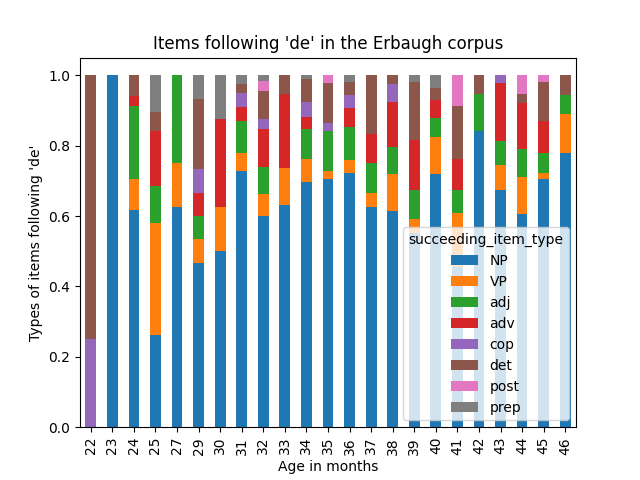 Items following 'de' in the Erbaugh corpus
Types of items following 'de'
1.0
0.8
0.6
0.4
0.2
0.0
succeeding_item_type
NP
VP
adj
adv
cop
det
post
prep
22 23 24 25 27 29 30 31 32 33 34 35 36 37 38 39 40 41 42 43 44 45 46
Age in months